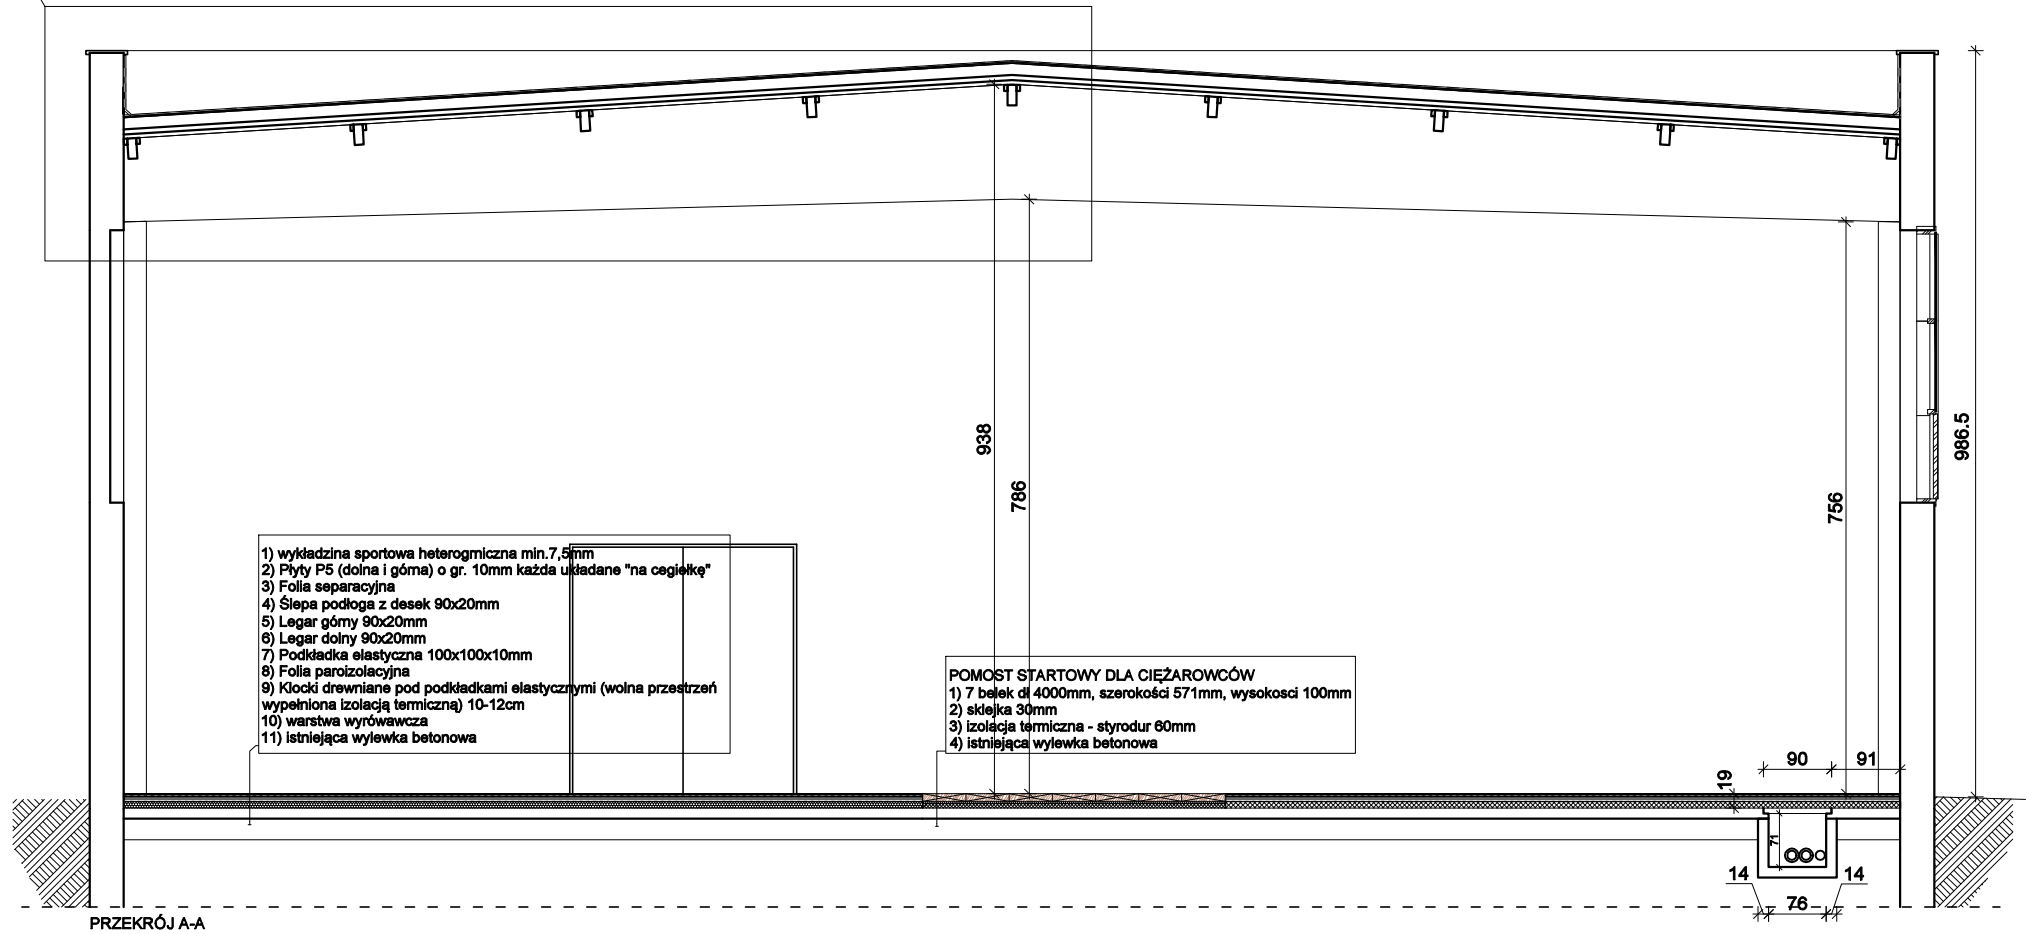 938
786
756
986.5
1) wykładzina sportowa heterogmiczna min.7,5mm
2) Płyty P5 (dolna i górna) o gr. 10mm każda układane "na cegiełkę"
3) Folia separacyjna
4) Ślepa podłoga z desek 90x20mm
5) Legar górny 90x20mm
6) Legar dolny 90x20mm
7) Podkładka elastyczna 100x100x10mm
8) Folia paroizolacyjna
9) Klocki drewniane pod podkładkami elastycznymi (wolna przestrzeń
wypełniona izolacją termiczną) 10-12cm
10) warstwa wyrówawcza
11) istniejąca wylewka betonowa
POMOST STARTOWY DLA CIĘŻAROWCÓW
1) 7 belek dł 4000mm, szerokości 571mm, wysokosci 100mm
2) sklejka 30mm
3) izolacja termiczna - styrodur 60mm
4) istniejąca wylewka betonowa
19
90
91
71
14
76
14
PRZEKRÓJ A-A